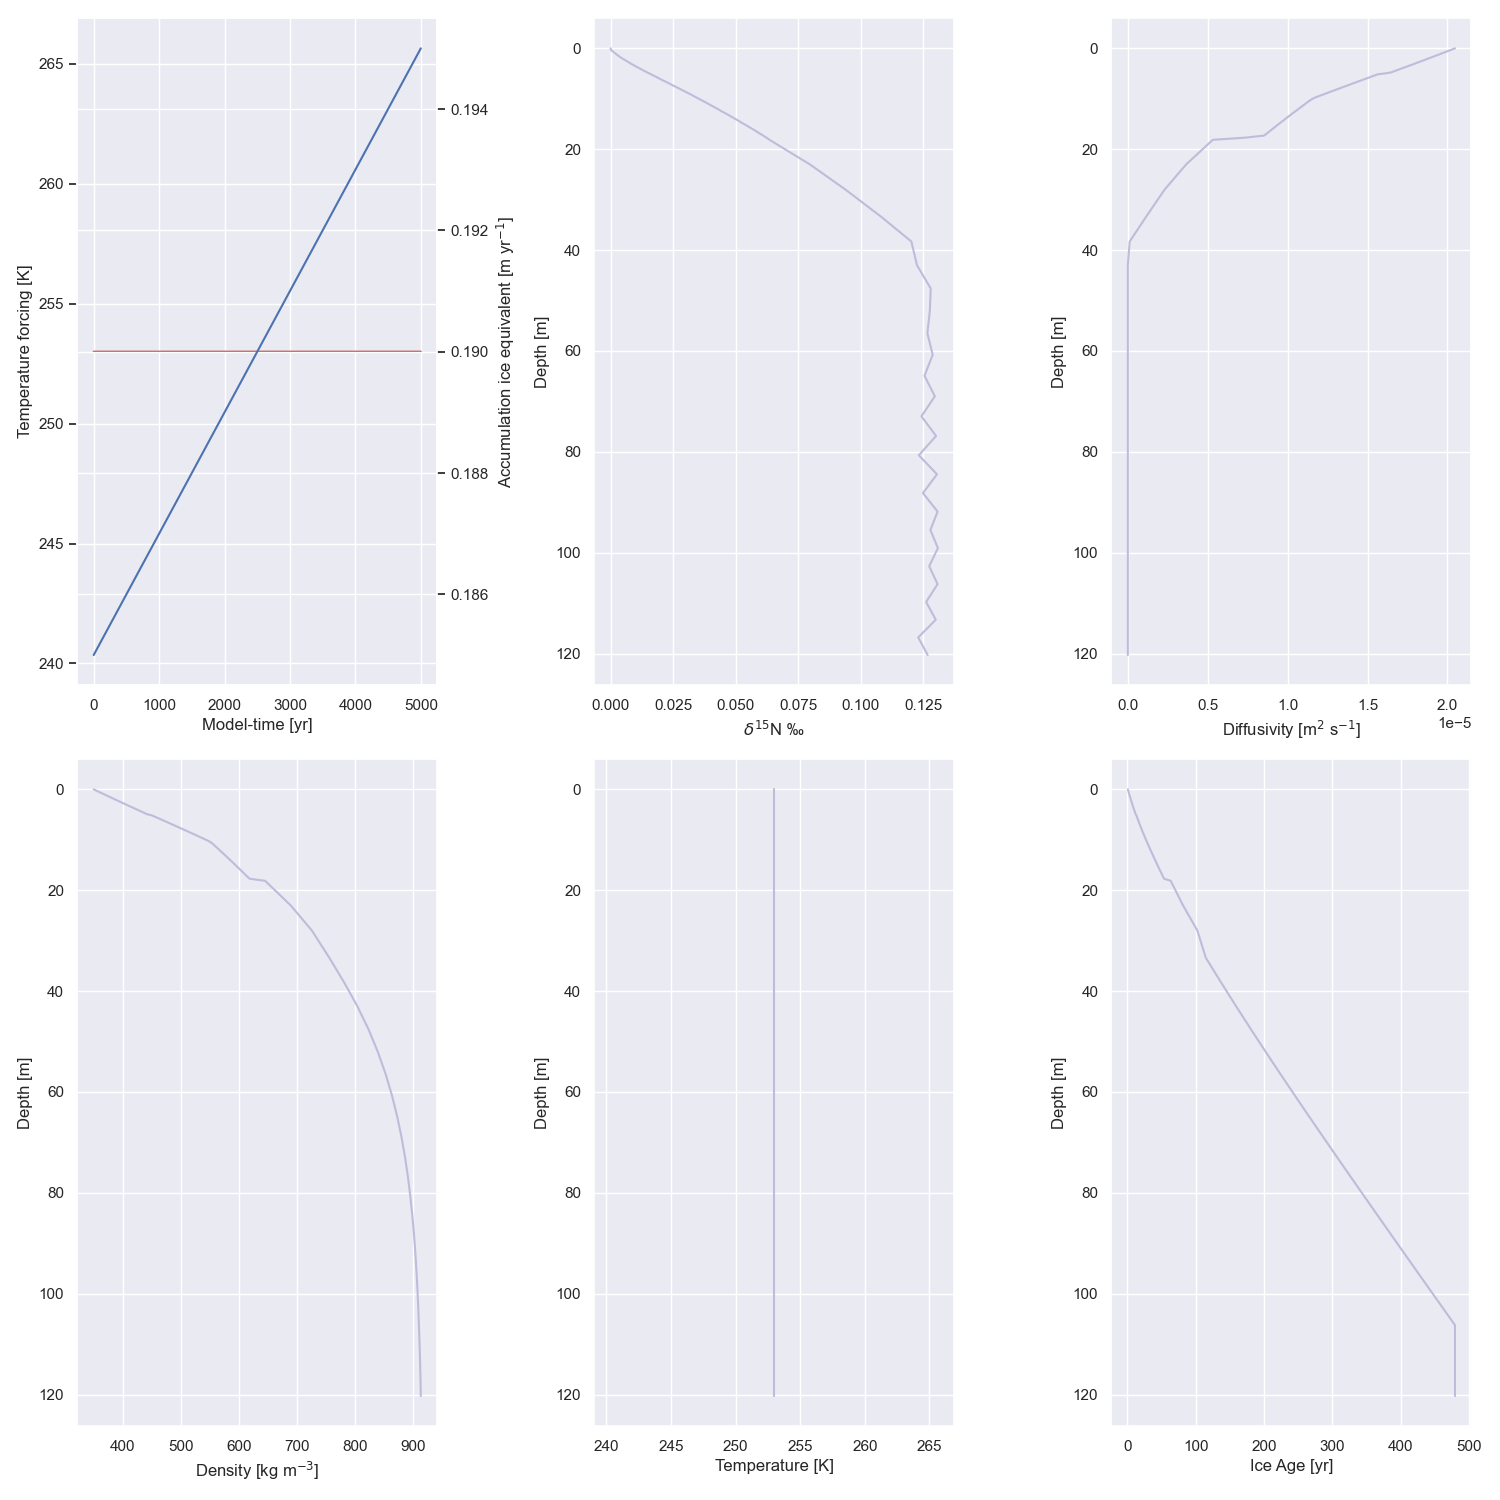 265
260
255
250
245
240
Temperature forcing [K]
0 1000 2000 3000 4000 5000
Model-time [yr]
0.194
0.192
0.190
0.188
0.186
Accumulation ice equivalent [m yr⁻¹]
0
20
40
60
80
100
120
Depth [m]
0.000 0.025 0.050 0.075 0.100 0.125
δ¹⁵N ‰
0
20
40
60
80
100
120
Depth [m]
0.0 0.5 1.0 1.5 2.0
1e−5
Diffusivity [m² s⁻¹]
0
20
40
60
80
100
120
Depth [m]
400 500 600 700 800 900
Density [kg m⁻³]
0
20
40
60
80
100
120
Depth [m]
240 245 250 255 260 265
Temperature [K]
0
20
40
60
80
100
120
Depth [m]
0 100 200 300 400 500
Ice Age [yr]